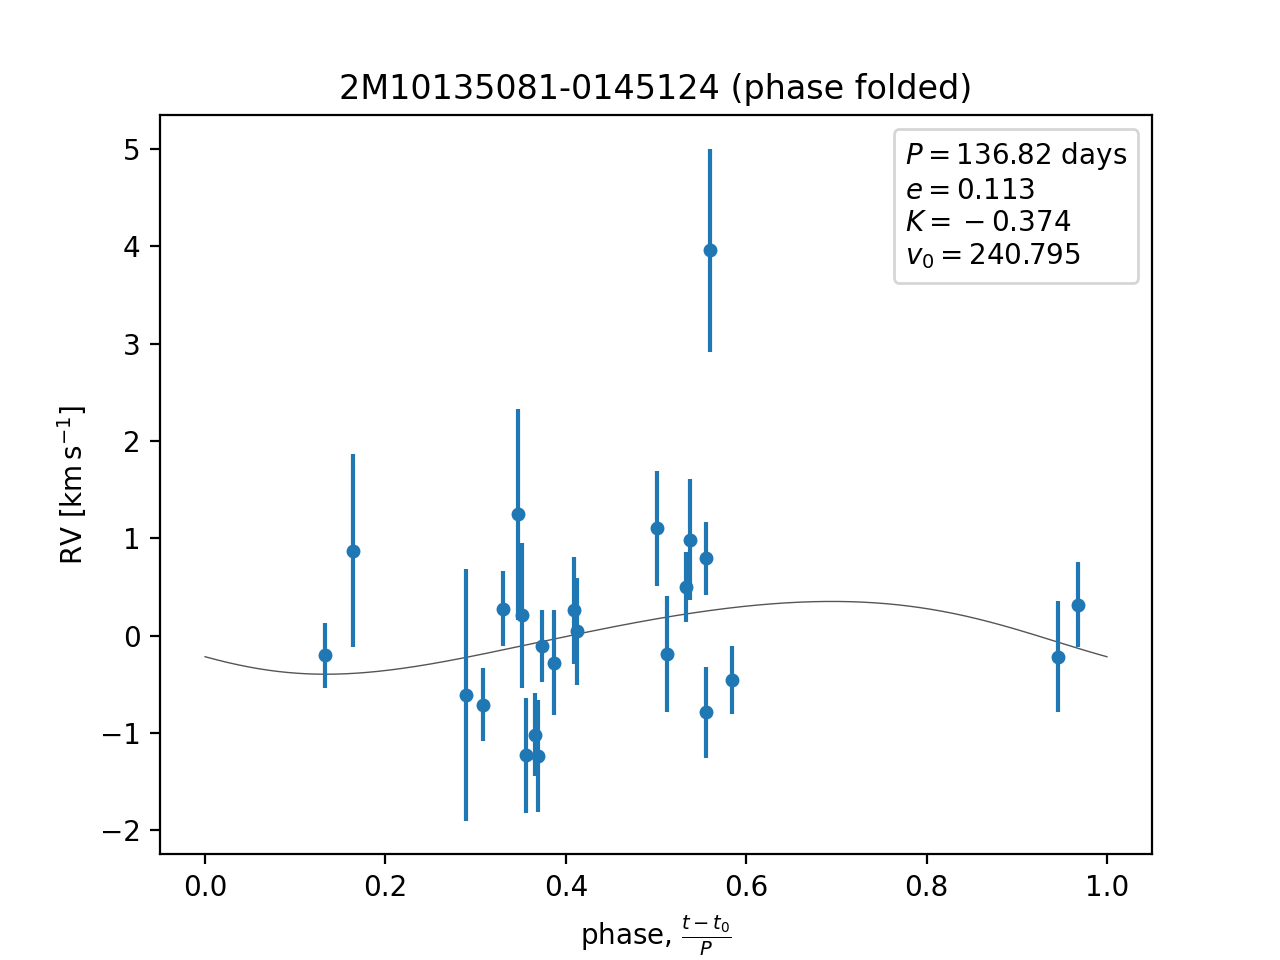 2M10135081-0145124 (phase folded)
P = 136.82 days
e = 0.113
K = −0.374
v₀ = 240.795
RV [km s⁻¹]
5
4
3
2
1
0
−1
−2
0.0 0.2 0.4 0.6 0.8 1.0
phase, (t − t₀)/P